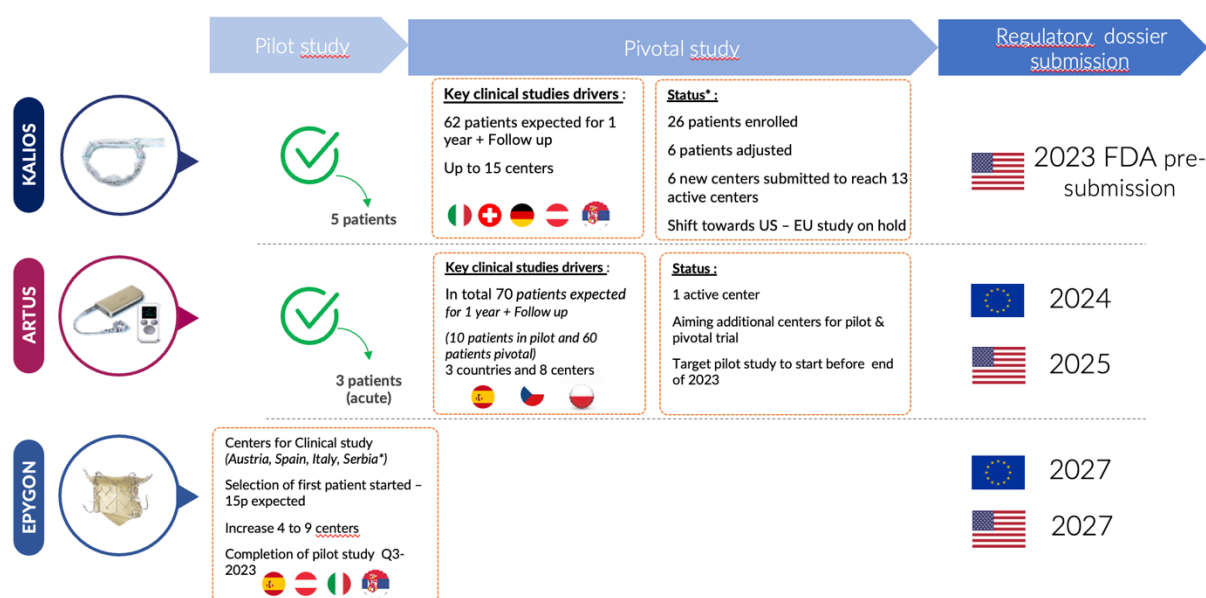 Pilot study
Pivotal study
Regulatory dossier
submission
KALIOS
5 patients
Key clinical studies drivers :
62 patients expected for 1
year + Follow up
Up to 15 centers
Status* :
26 patients enrolled
6 patients adjusted
6 new centers submitted to reach 13
active centers
Shift towards US – EU study on hold
2023 FDA pre-
submission
ARTUS
3 patients
(acute)
Key clinical studies drivers :
In total 70 patients expected
for 1 year + Follow up
(10 patients in pilot and 60
patients pivotal)
3 countries and 8 centers
Status :
1 active center
Aiming additional centers for pilot &
pivotal trial
Target pilot study to start before end
of 2023
2024
2025
EPYGON
Centers for Clinical study
(Austria, Spain, Italy, Serbia*)
Selection of first patient started –
15p expected
Increase 4 to 9 centers
Completion of pilot study Q3-
2023
2027
2027